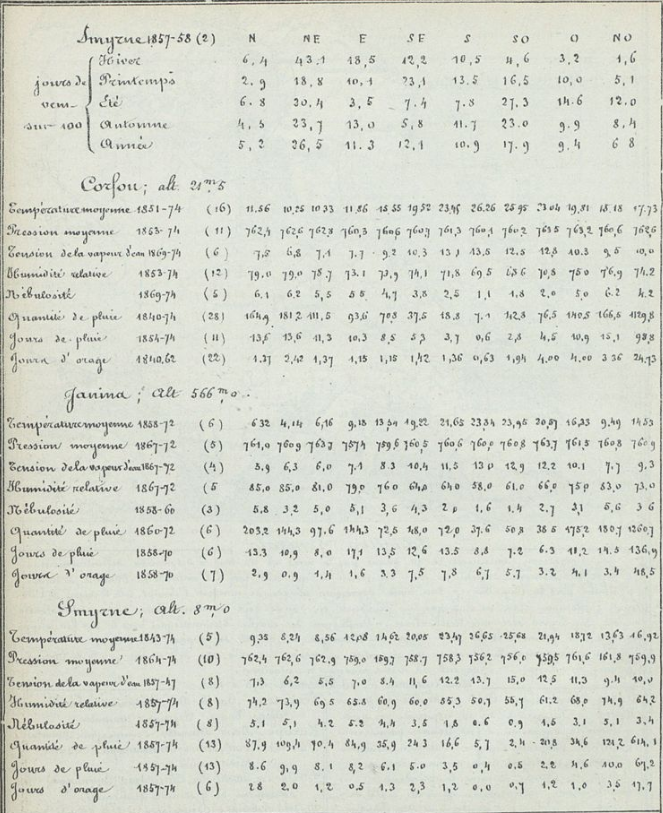 Smyrne 1857-58 (2) N NE E SE S SO O NO
Hiver 6,4 43,1 18,5 12,2 10,5 4,6 3,2 1,6
jours de Printemps 2,9 18,8 10,1 23,1 13,5 16,5 10,0 5,1
vent Eté 6,8 20,4 3,5 7,4 7,8 27,3 14,6 12,0
sur 100 Automne 4,5 23,7 13,0 5,8 11,7 23,0 9,9 8,4
Année 5,2 26,5 11,3 12,1 10,9 17,9 9,4 6 8
Corfou; alt. 21m5
Température moyenne 1851-74 (16) 11,56 10,25 10 33 11,86 15,55 19 52 23,48 26,26 25 95 23 04 19,81 15,18 17,73
Pression moyenne 1853-74 (11) 762,4 762,6 762,8 760,3 760,6 760,7 761,3 760,1 760,2 763 5 763,2 760,6 762,6
Tension de la vapeur d'eau 1869-74 (6) 7,5 6,8 7,1 7,7 9,2 10,3 13,1 13,5 12,5 12,8 10,3 9,5 10,0
Humidité relative 1853-74 (12) 79,0 79,0 78,7 73,1 73,9 74,1 71,8 69,5 68,6 70,8 75,0 76,9 74,2
Nébulosité 1869-74 (5) 6,1 6,2 5,5 5 5 4,7 3,8 2,5 1,1 1,8 2,0 5,0 6,2 4,2
Quantité de pluie 1840-74 (28) 164,9 181,2 111,5 93,6 70,8 37,5 18,8 7,1 42,8 76,5 140,5 166,5 1129,8
Jours de pluie 1854-74 (11) 13,6 13,6 11,3 10,3 8,5 5 3 3,7 0,6 2,8 4,5 10,9 15,1 98,8
Jours d'orage 1840.62 (22) 1,37 2,42 1,37 1,15 1,15 1,42 1,36 0,63 1,94 4,00 4,00 3 36 24,73
Janina; Alt 566m0
Température moyenne 1858-72 (6) 6 32 4,14 6,16 9,18 13 54 19,22 21,65 23,34 23,95 20,87 16,33 9,49 14 53
Pression moyenne 1867-72 (5) 761,0 760 9 763,7 757 4 759,6 760,5 760,6 760,0 760,8 763,7 761,5 760,8 760,9
Tension de la vapeur d'eau 1867-72 (4) 5,9 6,3 6,0 7,1 8,3 10,4 11,5 13 0 12,9 12,2 10,1 7,7 9,3
Humidité relative 1867-72 (5 85,0 85,0 81,0 79,0 76 0 64,0 64 0 58,0 61,0 66,0 75,0 83,0 73,0
Nébulosité 1858-60 (3) 5,8 3,2 5,0 5,1 3,6 4,3 2 0 1,6 1,4 2,7 3,1 5,6 3 6
Quantité de pluie 1860-72 (6) 203,2 144,3 97,6 144,3 72,5 48,0 72,0 37,6 50,8 38 5 175,2 180,7 1260,7
Jours de pluie 1858-70 (6) 13.3 10,9 8,0 17,1 13,5 12,6 13,5 8,8 7,2 6,3 11,2 14,5 136,9
Jours d'orage 1858-70 (7) 2,9 0,9 1,4 1,6 3,3 7,5 7,8 6,7 5,7 3,2 4,1 3,4 48,5
Smyrne; Alt. 8m,0
Température moyenne 1843-74 (5) 9,35 8,24 8,56 12,08 14,62 20,05 23,47 26,65 25,68 21,94 18,72 13,63 16,92
Pression moyenne 1864-74 (10) 762,4 762,6 762,9 759,0 159,7 758,7 758,3 756,2 756,0 759,5 761,6 161,8 759,9
Tension de la vapeur d'eau 1857-47 (8) 7,3 6,2 5,5 7,0 8,4 11,6 12,2 13,7 15,0 12,5 11,3 9,4 10,0
Humidité relative 1857-74 (8) 74,2 73,9 69,5 65,8 60,9 60,0 55,3 50,7 55,7 61,2 68,0 74,9 64,2
Nébulosité 1857-74 (8) 5,1 5,1 4,2 5,2 4,4 3,5 1,8 0,6 0,9 1,5 3,1 5,1 3,4
Quantité de pluie 1857-74 (13) 87,9 109,4 70,4 84,9 35,9 24 3 16,6 5,7 2,4 20,8 34,6 121,2 614,1
Jours de pluie 1857-74 (13) 8.6 9,9 8,1 8,2 6,1 5,0 3,5 0,4 0,5 2,2 4,6 10,0 67,2
Jours d'orage 1857-74 (6) 2 8 2,0 1,2 0,5 1,3 2,3 1,2 0,0 0,7 1,2 1,0 3,5 17,7